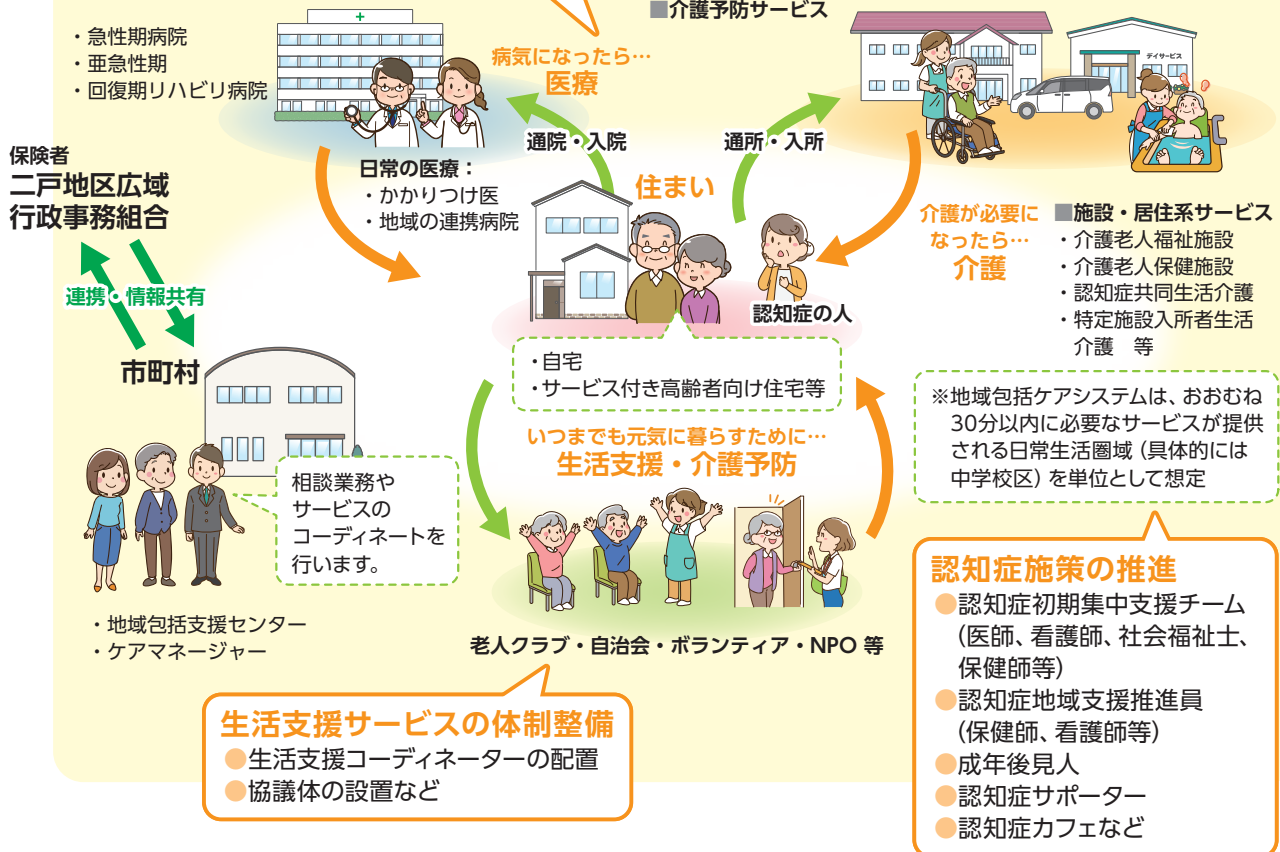 ■介護予防サービス
・急性期病院
・亜急性期
・回復期リハビリ病院
病気になったら…
医療
デイサービス
通院・入院
通所・入所
保険者
二戸地区広域
行政事務組合
日常の医療：
・かかりつけ医
・地域の連携病院
住まい
介護が必要に
なったら…
介護
■施設・居住系サービス
・介護老人福祉施設
・介護老人保健施設
・認知症共同生活介護
・特定施設入所者生活
介護　等
連携・情報共有
認知症の人
市町村
・自宅
・サービス付き高齢者向け住宅等
※地域包括ケアシステムは、おおむね
30分以内に必要なサービスが提供
される日常生活圏域（具体的には
中学校区）を単位として想定
いつまでも元気に暮らすために…
生活支援・介護予防
相談業務や
サービスの
コーディネートを
行います。
・地域包括支援センター
・ケアマネージャー
老人クラブ・自治会・ボランティア・NPO 等
生活支援サービスの体制整備
●生活支援コーディネーターの配置
●協議体の設置など
認知症施策の推進
●認知症初期集中支援チーム
（医師、看護師、社会福祉士、
保健師等）
●認知症地域支援推進員
（保健師、看護師等）
●成年後見人
●認知症サポーター
●認知症カフェなど